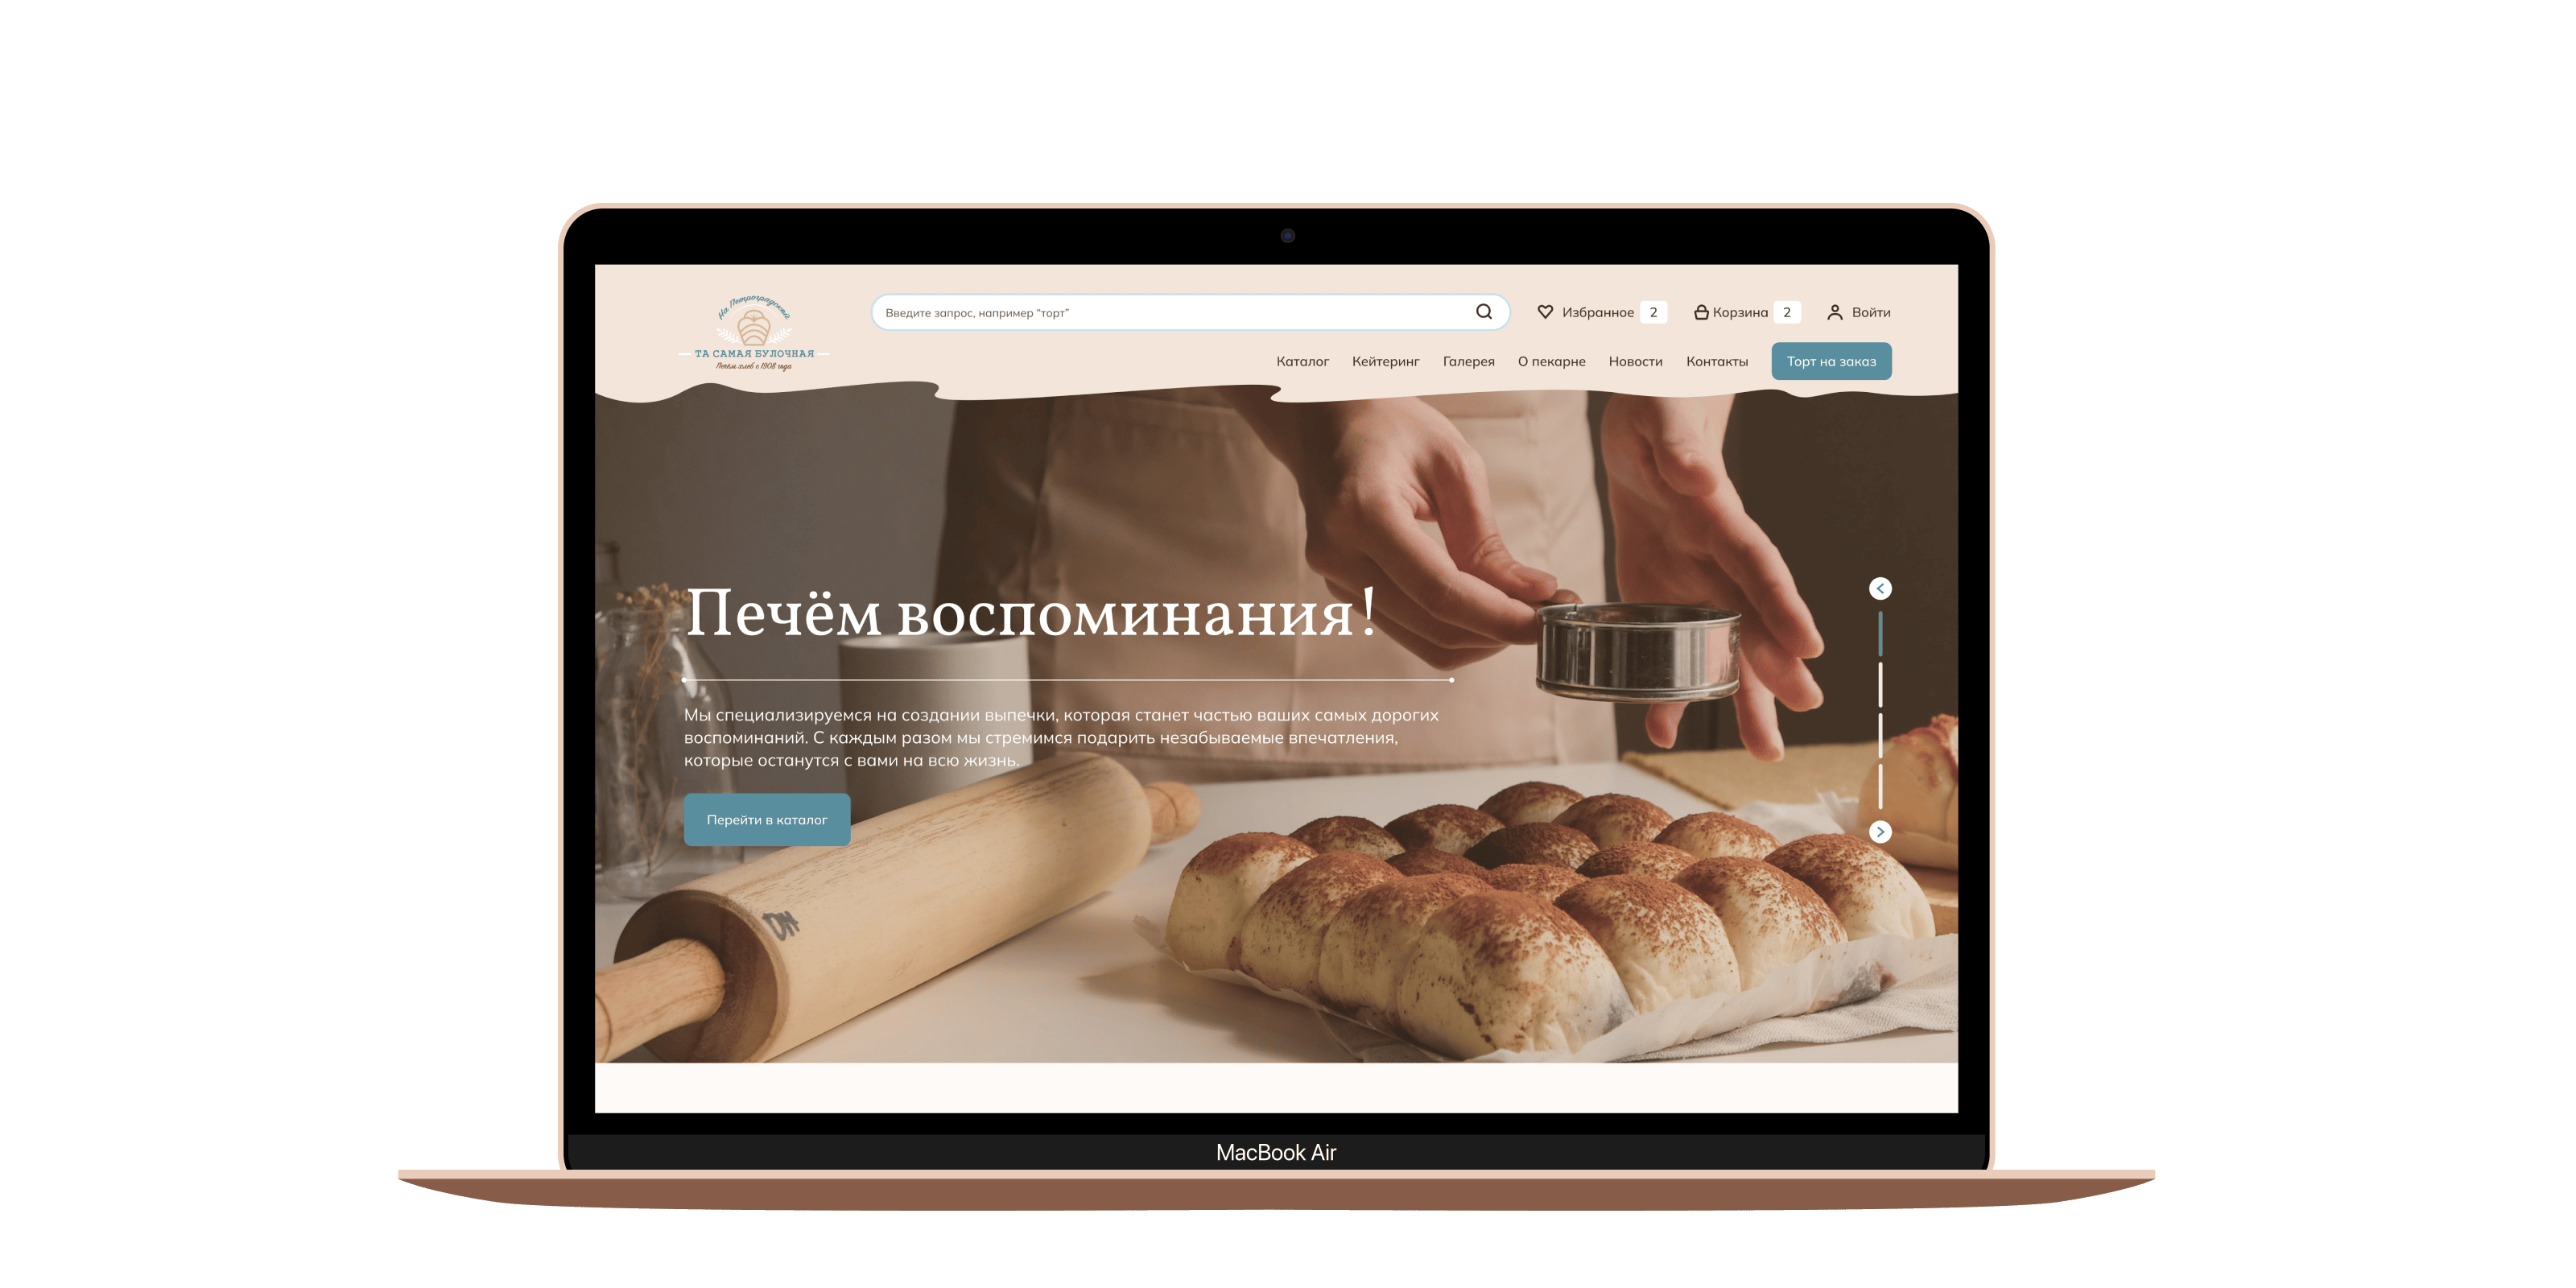 На Петроградской
ТА САМАЯ БУЛОЧНАЯ
Печём хлеб с 1908 года
Введите запрос, например “торт”
Избранное 2
Корзина 2
Войти
Каталог Кейтеринг Галерея О пекарне Новости Контакты Торт на заказ
Печём воспоминания!
Мы специализируемся на создании выпечки, которая станет частью ваших самых дорогих
воспоминаний. С каждым разом мы стремимся подарить незабываемые впечатления,
которые останутся с вами на всю жизнь.
Перейти в каталог
DM
MacBook Air